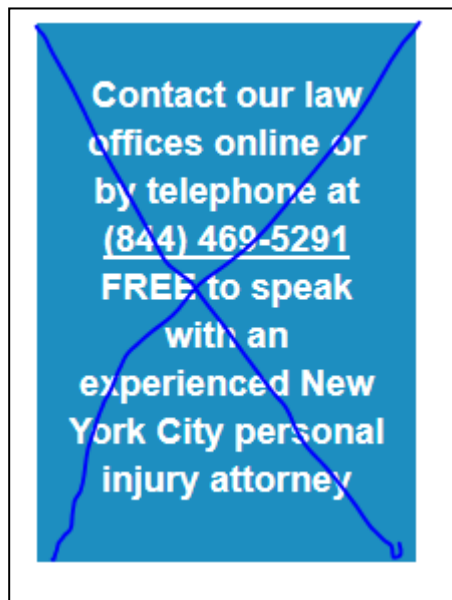 Contact our law
offices online or
by telephone at
(844) 469-5291
FREE to speak
with an
experienced New
York City personal
injury attorney